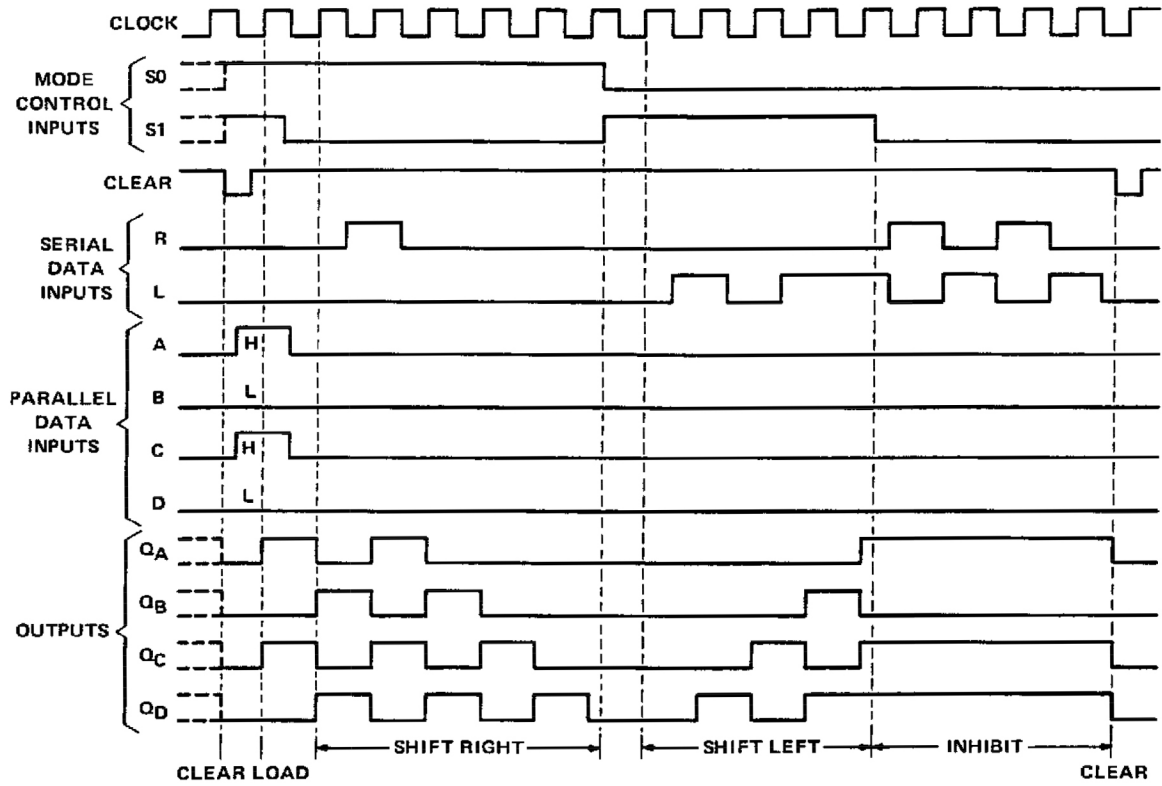 CLOCK
MODE
CONTROL
INPUTS
S0
S1
CLEAR
SERIAL
DATA
INPUTS
R
L
PARALLEL
DATA
INPUTS
A
H
B
L
C
H
D
L
OUTPUTS
QA
QB
QC
QD
SHIFT RIGHT
SHIFT LEFT
INHIBIT
CLEAR LOAD
CLEAR